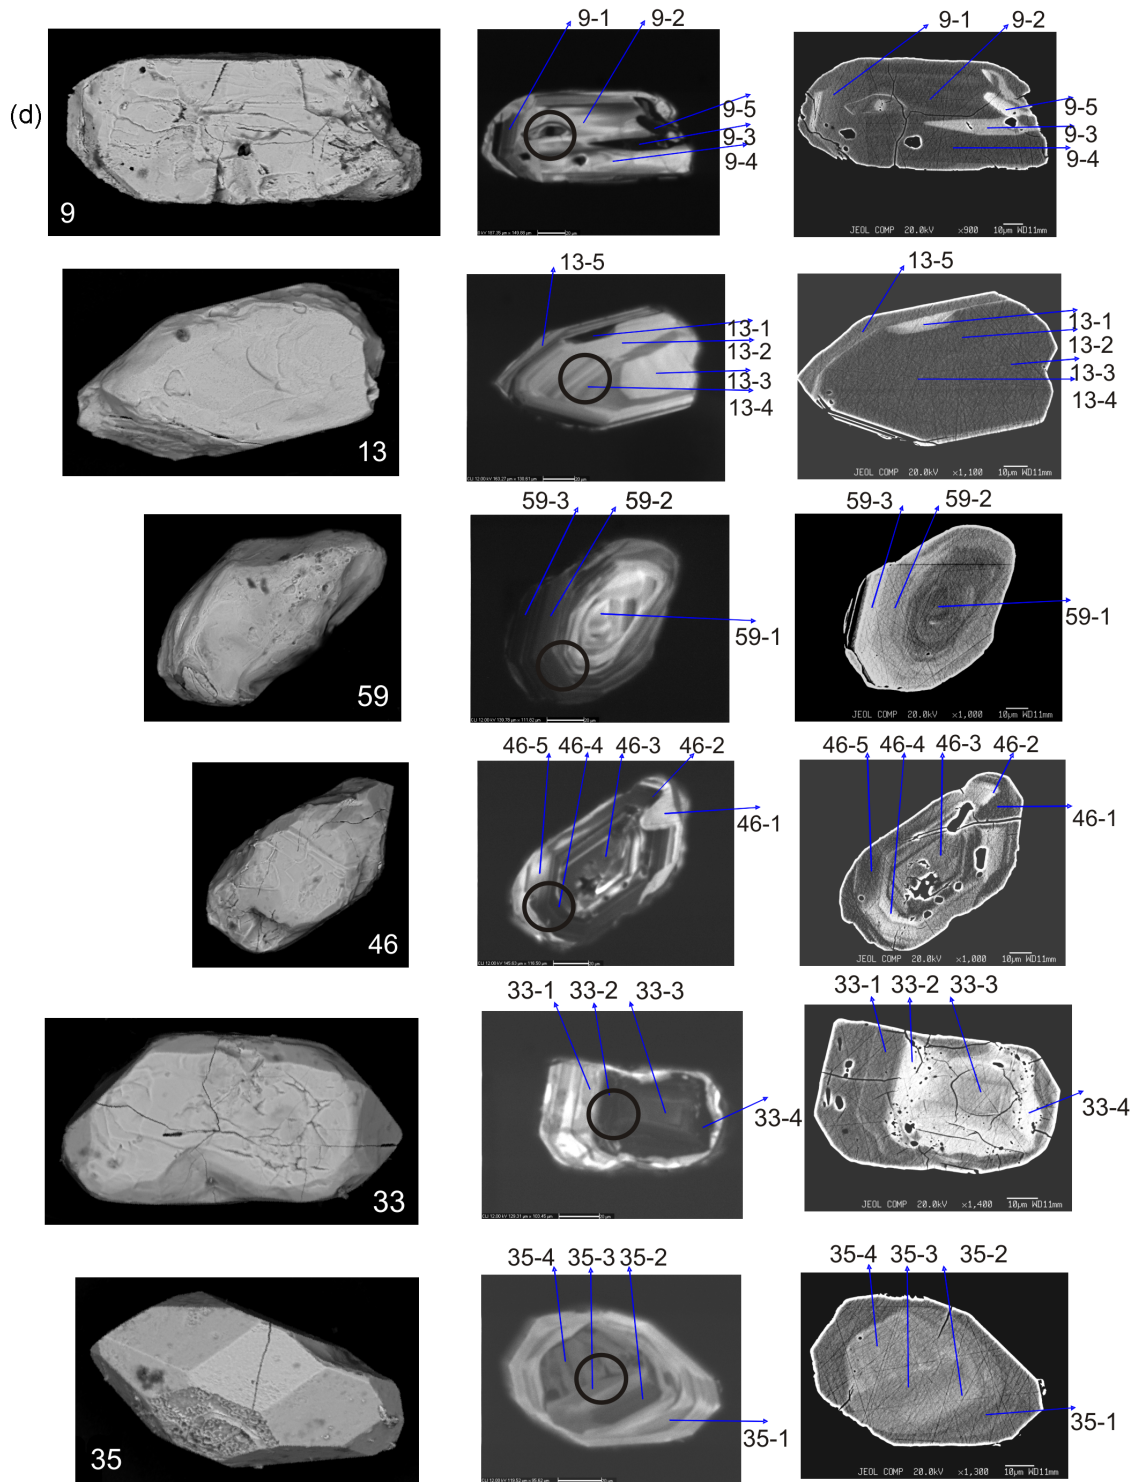 (d)
9
9-1 9-2
9-5
9-3
9-4
9-1 9-2
9-5
9-3
9-4
JEOL COMP 20.0kV ×900 10µm WD11mm
13
13-5
13-1
13-2
13-3
13-4
13-5
13-1
13-2
13-3
13-4
JEOL COMP 20.0kV ×1,100 10µm WD11mm
59
59-3 59-2
59-1
59-3 59-2
59-1
JEOL COMP 20.0kV ×1,000 10µm WD11mm
46
46-5 46-4 46-3 46-2
46-1
46-5 46-4 46-3 46-2
46-1
JEOL COMP 20.0kV ×1,000 10µm WD11mm
33
33-1 33-2 33-3
33-4
33-1 33-2 33-3
33-4
JEOL COMP 20.0kV ×1,400 10µm WD11mm
35
35-4 35-3 35-2
35-1
35-4 35-3 35-2
35-1
JEOL COMP 20.0kV ×1,300 10µm WD11mm